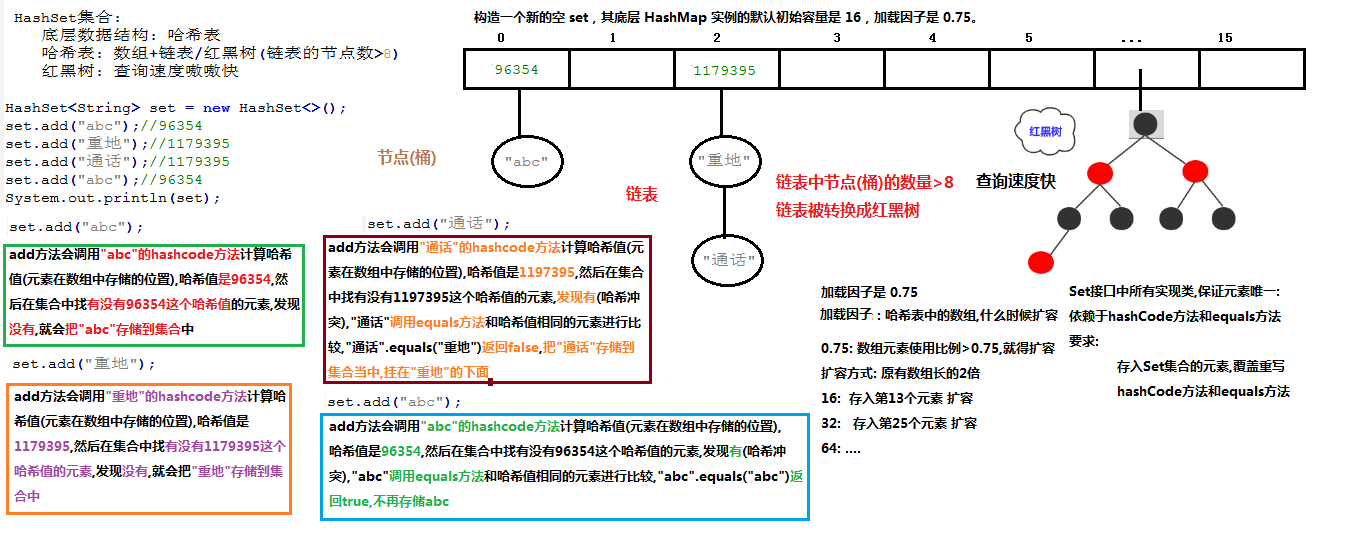 HashSet集合:
底层数据结构: 哈希表
哈希表: 数组+链表/红黑树(链表的节点数>8)
红黑树: 查询速度嗷嗷快
HashSet<String> set = new HashSet<>();
set.add("abc");//96354
set.add("重地");//1179395
set.add("通话");//1179395
set.add("abc");//96354
System.out.println(set);
构造一个新的空 set，其底层 HashMap 实例的默认初始容量是 16，加载因子是 0.75。
0 1 2 3 4 5 ... 15
96354 1179395
节点(桶)
"abc"
"重地"
"通话"
链表
链表中节点(桶)的数量>8
链表被转换成红黑树
查询速度快
红黑树
set.add("abc");
add方法会调用"abc"的hashcode方法计算哈希
值(元素在数组中存储的位置),哈希值是96354,然
后在集合中找有没有96354这个哈希值的元素,发现
没有,就会把"abc"存储到集合中
set.add("重地");
add方法会调用"重地"的hashcode方法计算哈
希值(元素在数组中存储的位置),哈希值是
1179395,然后在集合中找有没有1179395这个
哈希值的元素,发现没有,就会把"重地"存储到集
合中
set.add("通话");
add方法会调用"通话"的hashcode方法计算哈希值(元
素在数组中存储的位置),哈希值是1197395,然后在集合
中找有没有1197395这个哈希值的元素,发现有(哈希冲
突),"通话"调用equals方法和哈希值相同的元素进行比
较,"通话".equals("重地")返回false,把"通话"存储到
集合当中,挂在"重地"的下面
set.add("abc");
add方法会调用"abc"的hashcode方法计算哈希值(元素在数组中存储的位置),
哈希值是96354,然后在集合中找有没有96354这个哈希值的元素,发现有(哈希冲
突),"abc"调用equals方法和哈希值相同的元素进行比较,"abc".equals("abc")返
回true,不再存储abc
加载因子是 0.75
加载因子 : 哈希表中的数组,什么时候扩容
0.75: 数组元素使用比例>0.75,就得扩容
扩容方式: 原有数组长的2倍
16: 存入第13个元素 扩容
32: 存入第25个元素 扩容
64: ....
Set接口中所有实现类,保证元素唯一:
依赖于hashCode方法和equals方法
要求:
存入Set集合的元素,覆盖重写
hashCode方法和equals方法